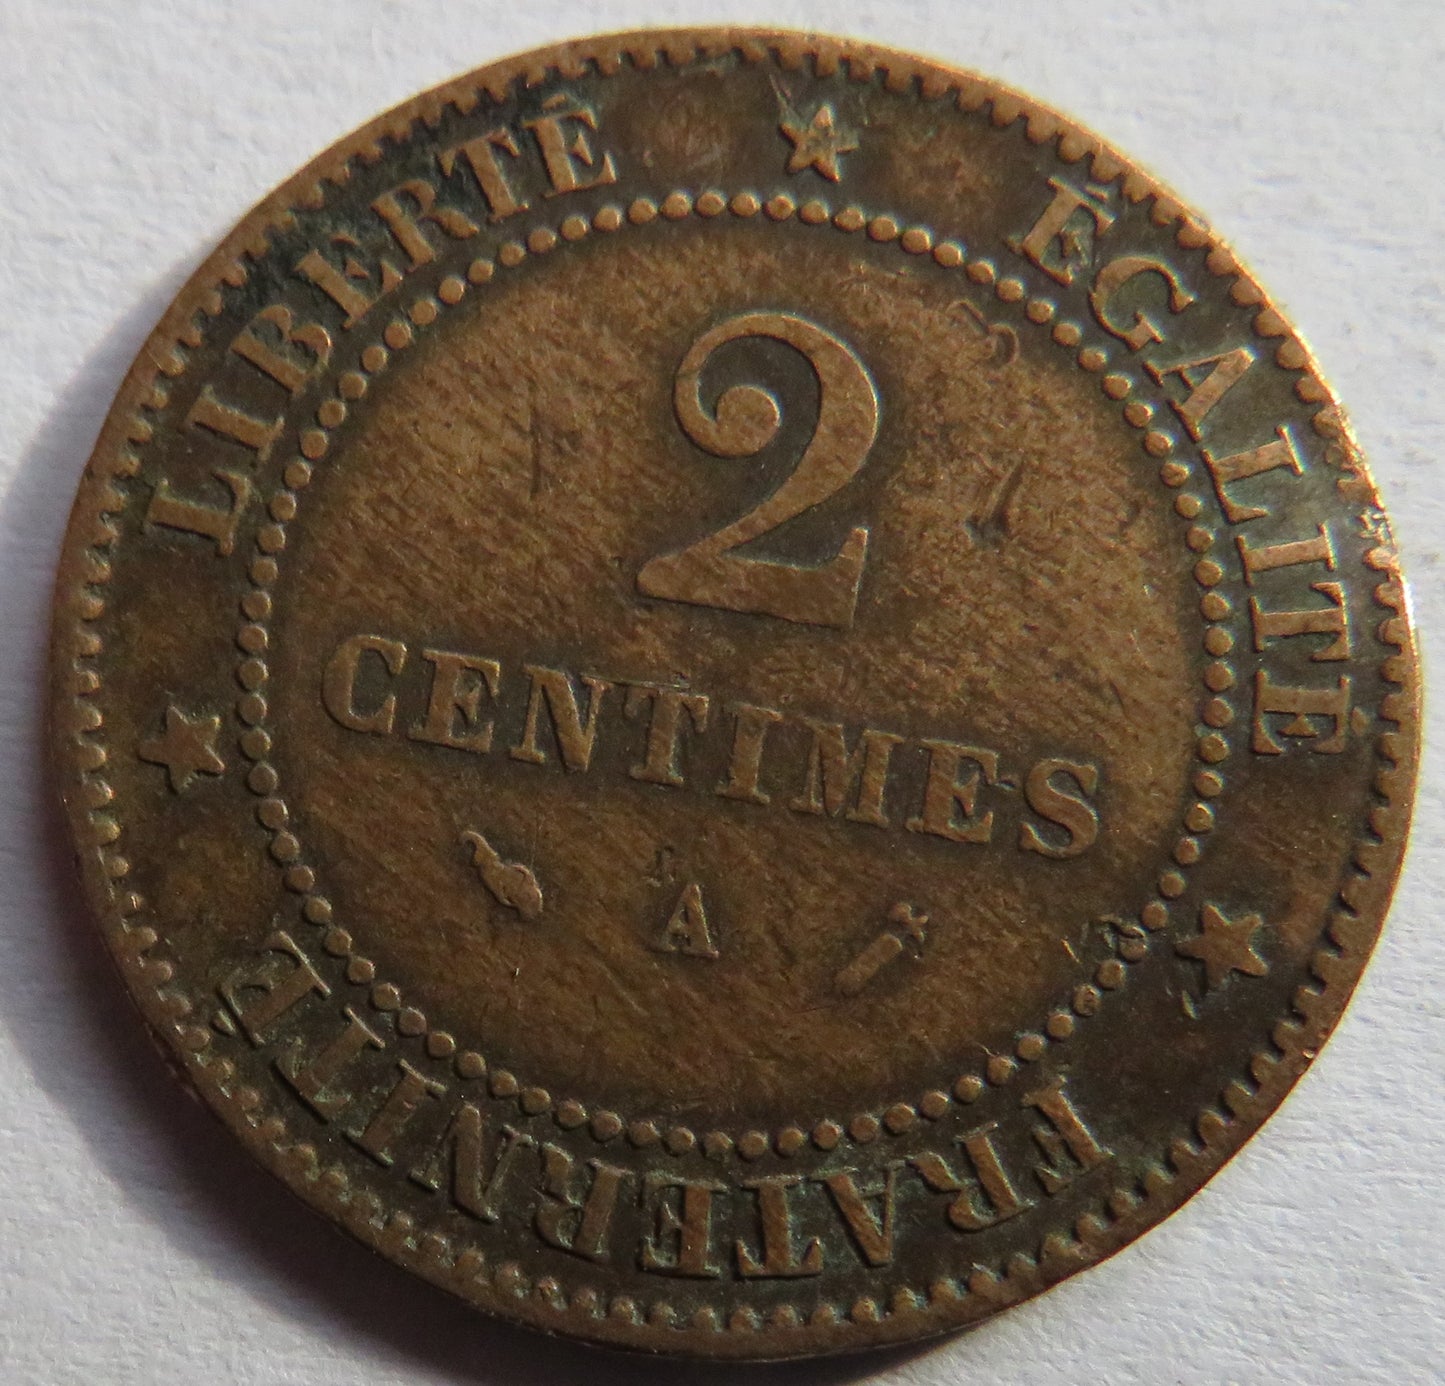 LIBERTÉ ÉGALITÉ FRATERNITÉ
2
CENTIMES
A